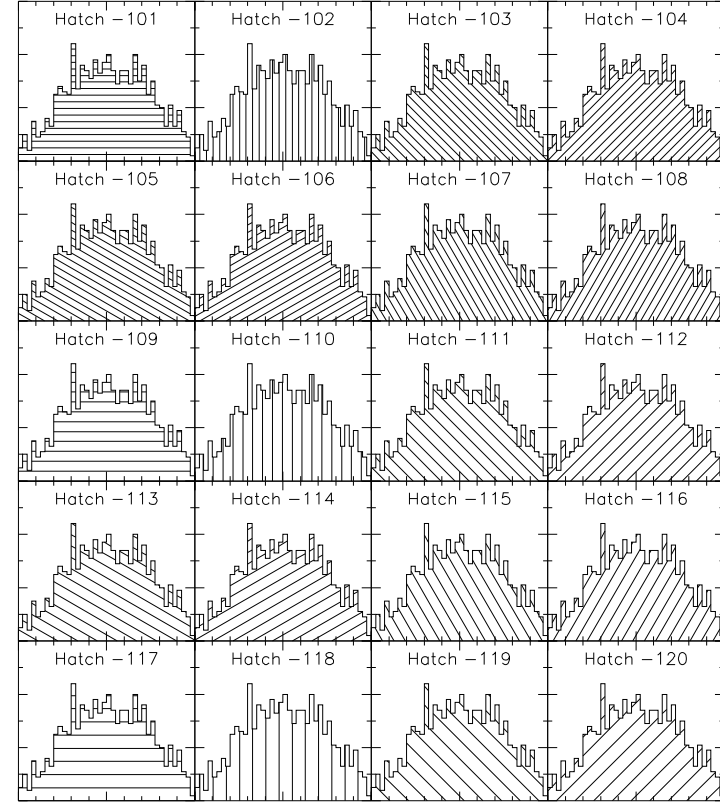 Hatch −101 Hatch −102 Hatch −103 Hatch −104
Hatch −105 Hatch −106 Hatch −107 Hatch −108
Hatch −109 Hatch −110 Hatch −111 Hatch −112
Hatch −113 Hatch −114 Hatch −115 Hatch −116
Hatch −117 Hatch −118 Hatch −119 Hatch −120